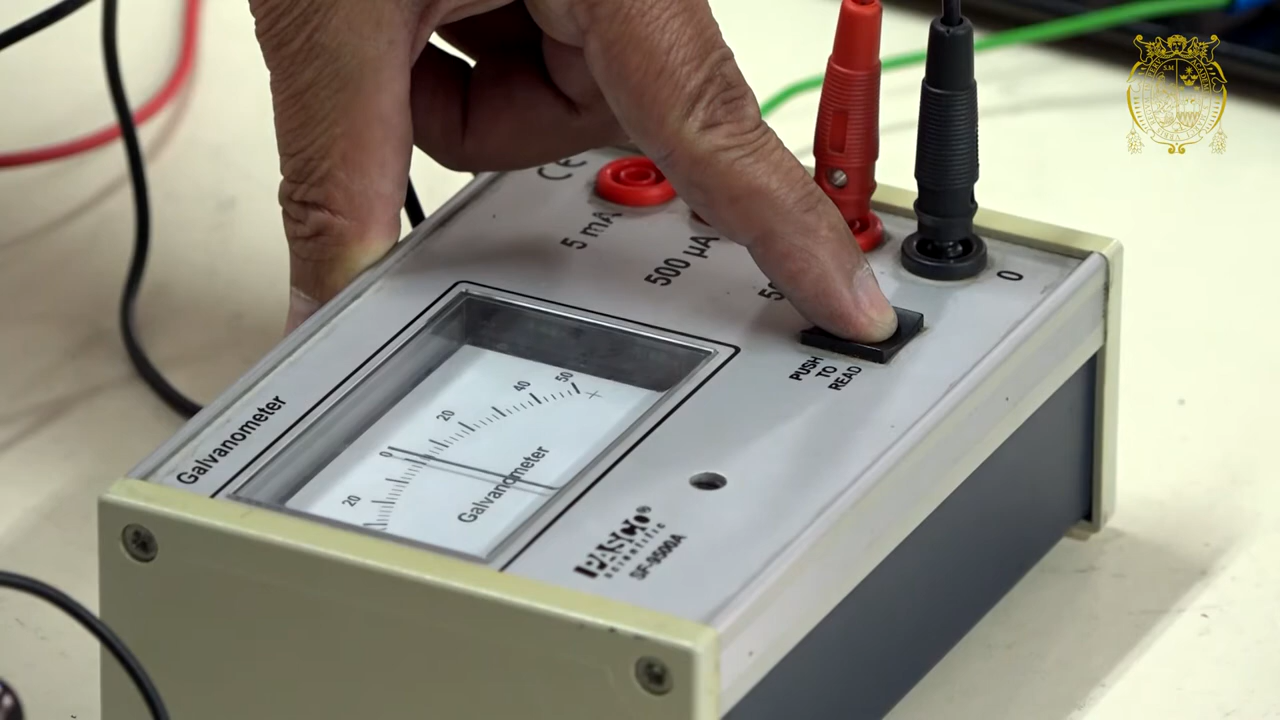 CE
5 mA
500 µA
0
PUSH
TO
READ
Galvanometer
20
0
20
40
50
+
Galvanometer
PASCO®
scientific
SF-9500A